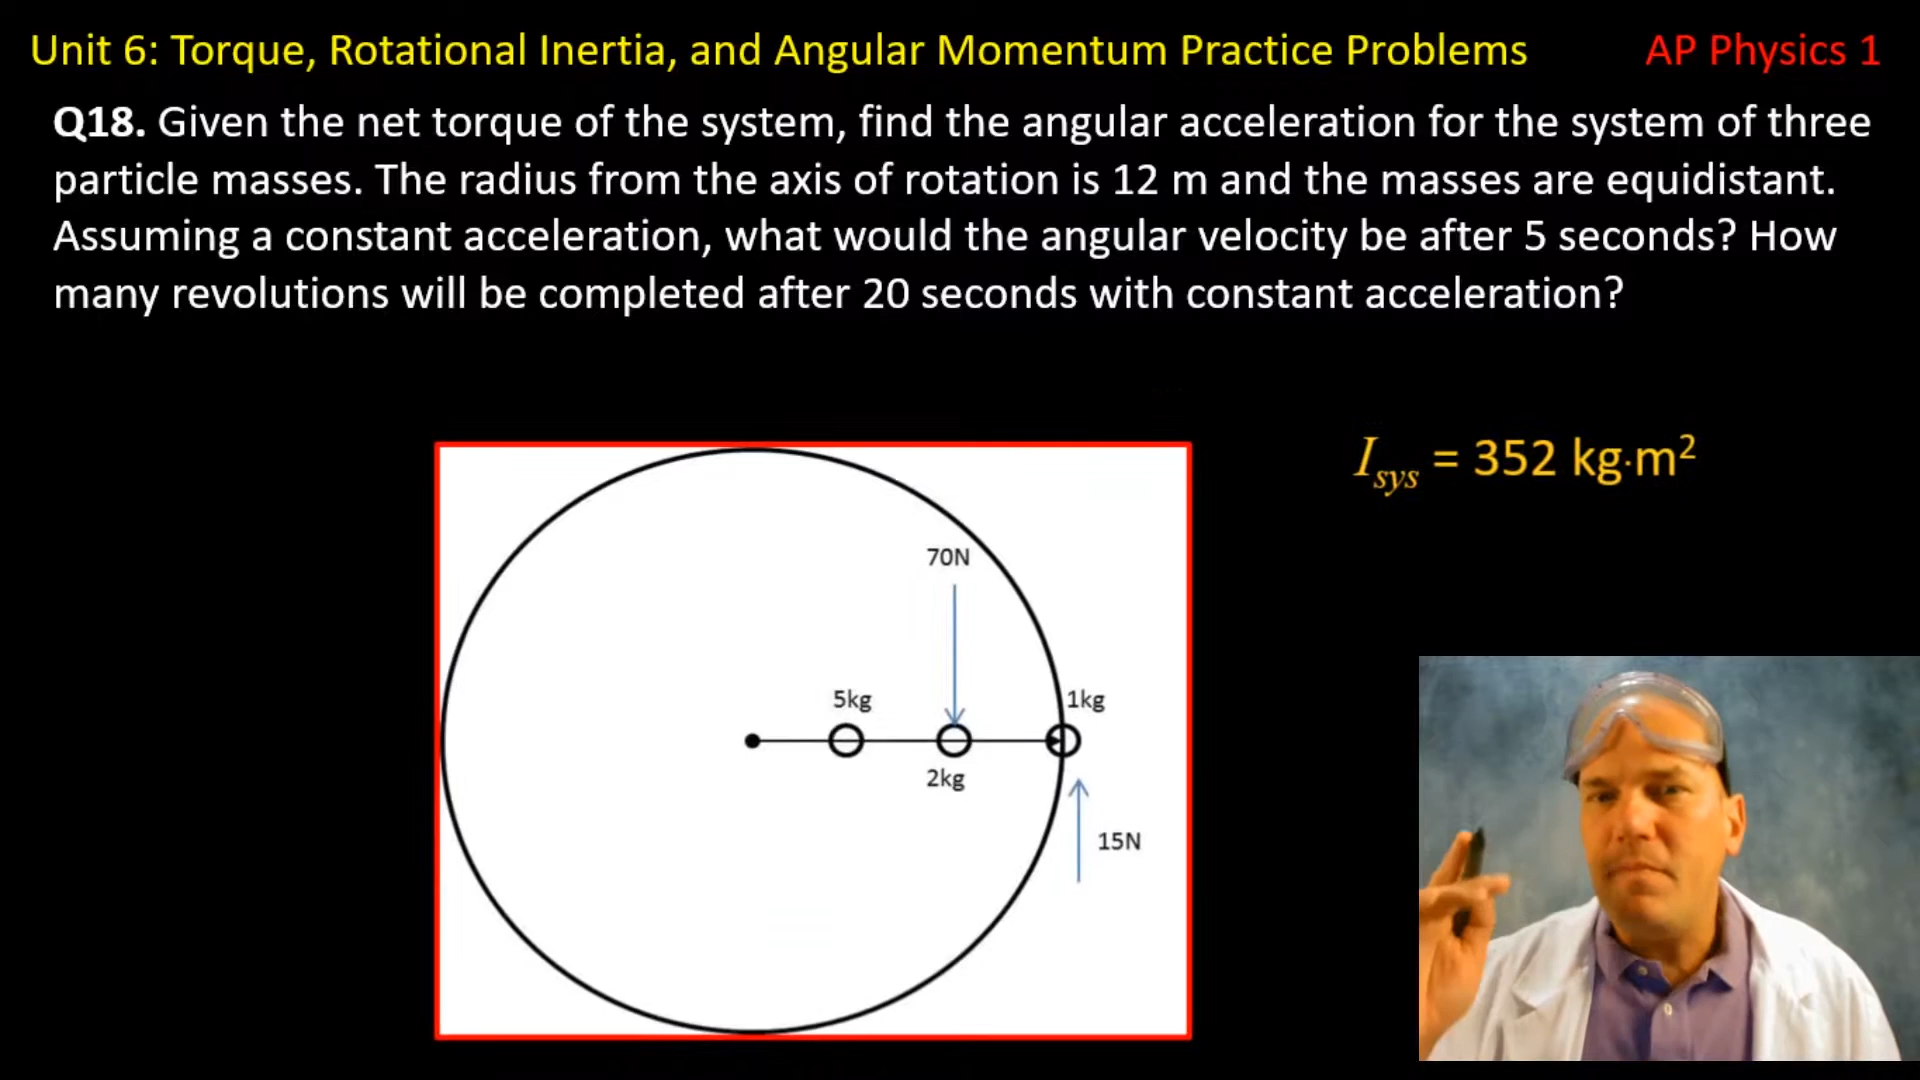 Unit 6: Torque, Rotational Inertia, and Angular Momentum Practice Problems AP Physics 1
Q18. Given the net torque of the system, find the angular acceleration for the system of three
particle masses. The radius from the axis of rotation is 12 m and the masses are equidistant.
Assuming a constant acceleration, what would the angular velocity be after 5 seconds? How
many revolutions will be completed after 20 seconds with constant acceleration?
I_sys = 352 kg·m²
70N
5kg
1kg
2kg
15N